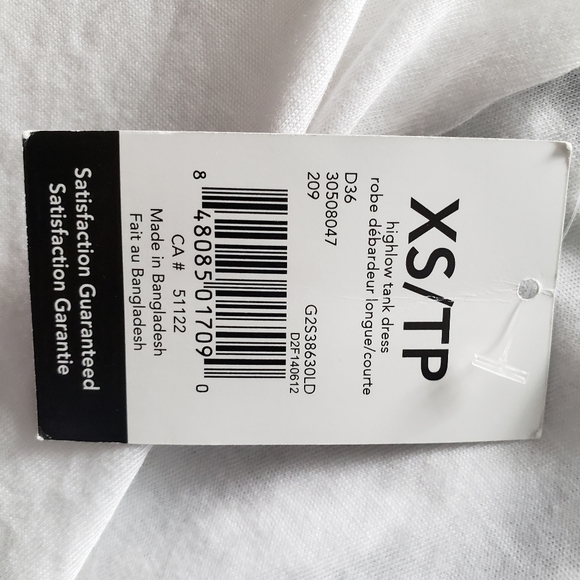 XS/TP
highlow tank dress
robe débardeur longue/courte
D36
30508047
209
G2S38630LD
D2F140612
8 48085 01709 0
CA # 51122
Made in Bangladesh
Fait au Bangladesh
Satisfaction Guaranteed
Satisfaction Garantie